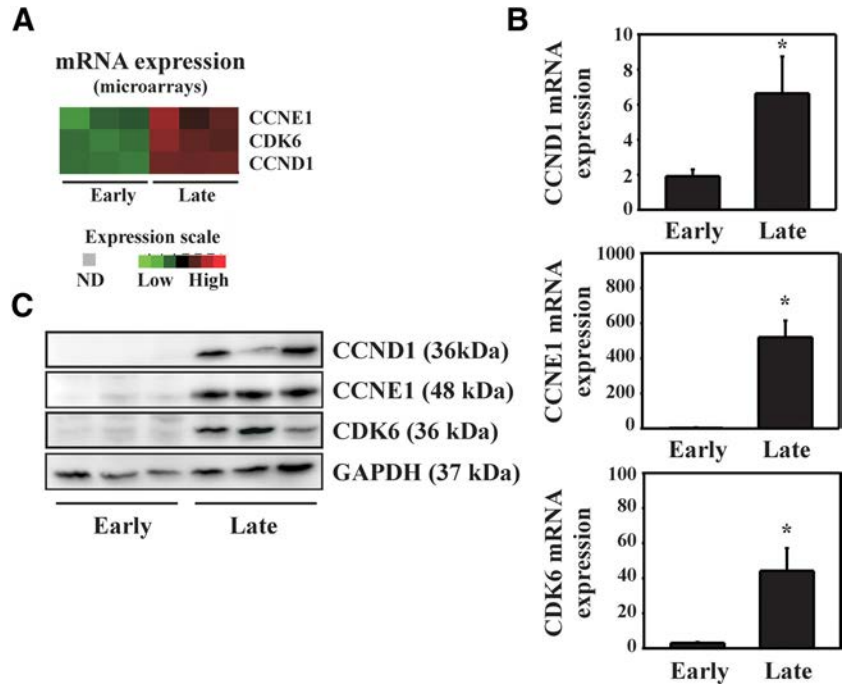 A
mRNA expression
(microarrays)
CCNE1
CDK6
CCND1
Early Late
Expression scale
ND Low High
B
CCND1 mRNA
expression
10
8
6
4
2
0
*
Early Late
CCNE1 mRNA
expression
1000
800
600
400
200
0
*
Early Late
CDK6 mRNA
expression
100
80
60
40
20
0
*
Early Late
C
CCND1 (36kDa)
CCNE1 (48 kDa)
CDK6 (36 kDa)
GAPDH (37 kDa)
Early Late